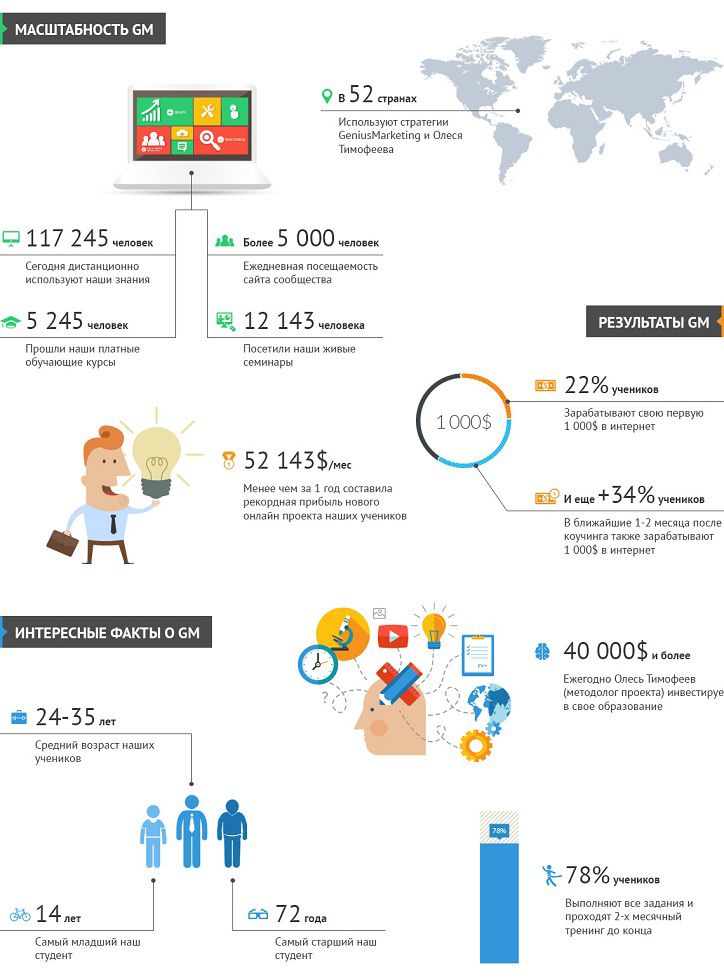 МАСШТАБНОСТЬ GM
В 52 странах
Используют стратегии
GeniusMarketing и Олеся
Тимофеева
117 245 человек
Сегодня дистанционно
используют наши знания
Более 5 000 человек
Ежедневная посещаемость
сайта сообщества
5 245 человек
Прошли наши платные
обучающие курсы
12 143 человека
Посетили наши живые
семинары
РЕЗУЛЬТАТЫ GM
1 000$
22% учеников
Зарабатывают свою первую
1 000$ в интернет
52 143$/мес
Менее чем за 1 год составила
рекордная прибыль нового
онлайн проекта наших учеников
И еще +34% учеников
В ближайшие 1-2 месяца после
коучинга также зарабатывают
1 000$ в интернет
ИНТЕРЕСНЫЕ ФАКТЫ О GM
40 000$ и более
Ежегодно Олесь Тимофеев
(методолог проекта) инвестируе
в свое образование
24-35 лет
Средний возраст наших
учеников
78%
78% учеников
Выполняют все задания и
проходят 2-х месячный
тренинг до конца
14 лет
Самый младший наш
студент
72 года
Самый старший наш
студент